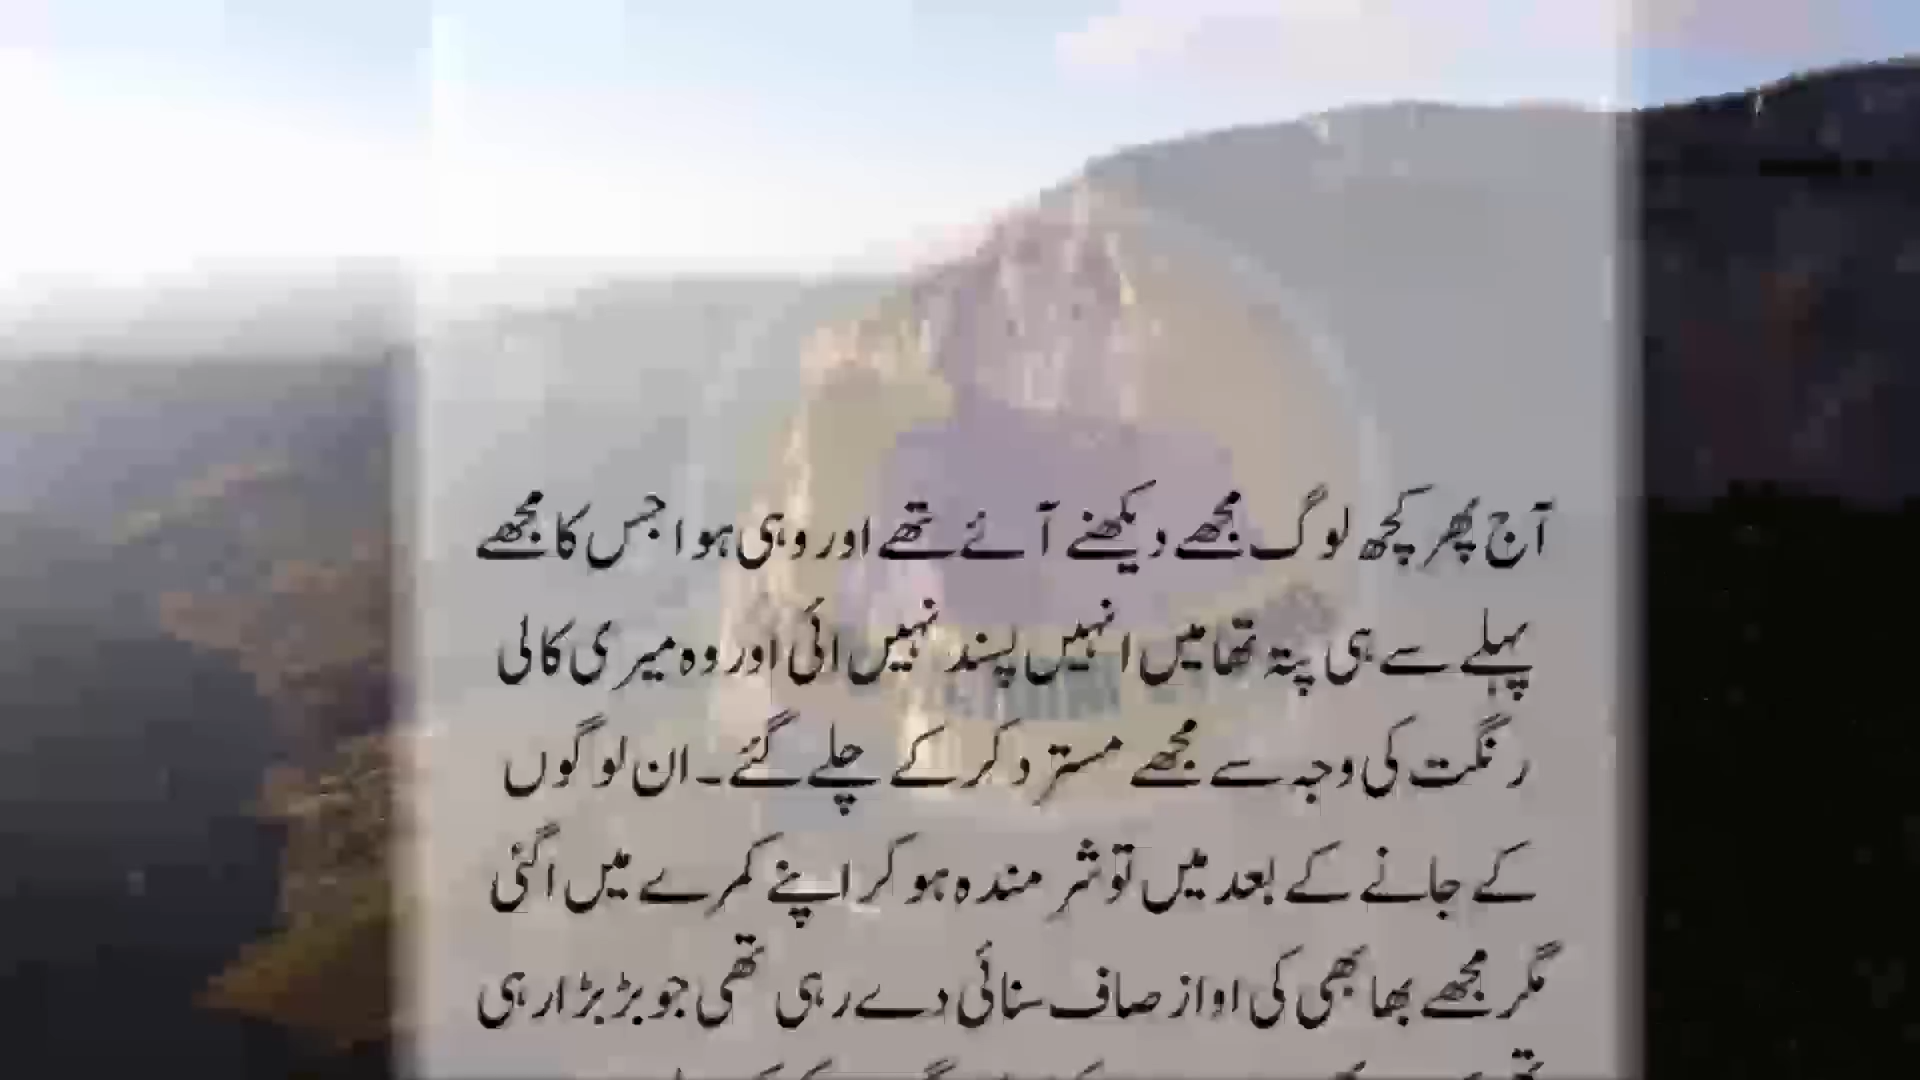 آج پھر کچھ لوگ مجھے دیکھنے آئے تھے اور وہی ہوا جس کا مجھے
پہلے سے ہی پتہ تھا میں انہیں پسند نہیں ائی اور وہ میری کالی
رنگت کی وجہ سے مجھے مسترد کر کے چلے گئے۔ ان لوگوں
کے جانے کے بعد میں تو شرمندہ ہو کر اپنے کمرے میں اگئی
مگر مجھے بھابھی کی اواز صاف سنائی دے رہی تھی جو بڑبڑا رہی